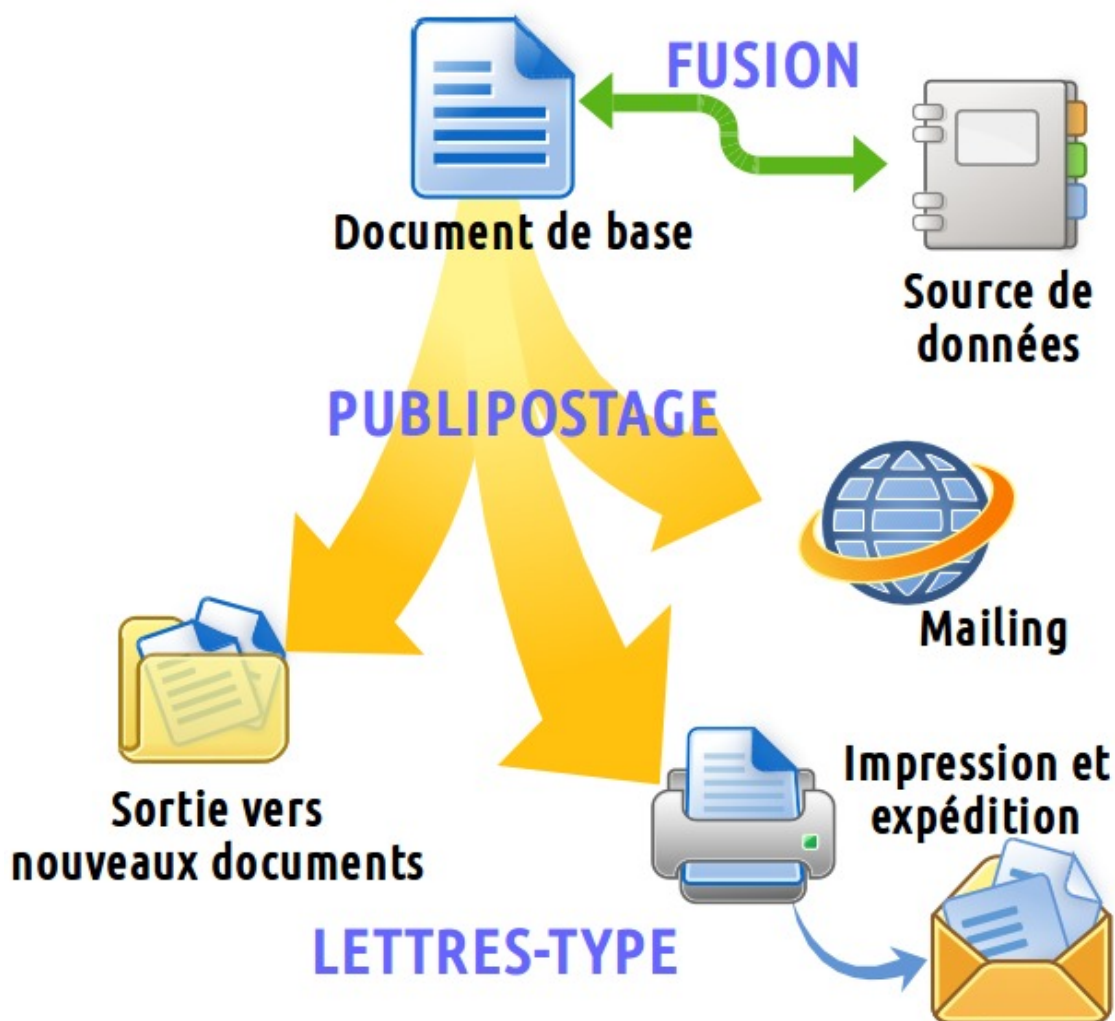 FUSION
Document de base
Source de
données
PUBLIPOSTAGE
Mailing
Sortie vers
nouveaux documents
Impression et
expédition
LETTRES-TYPE